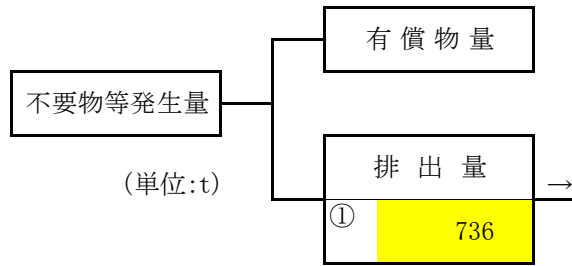 有償物量
不要物等発生量
(単位:t)
排出量
→
①
736